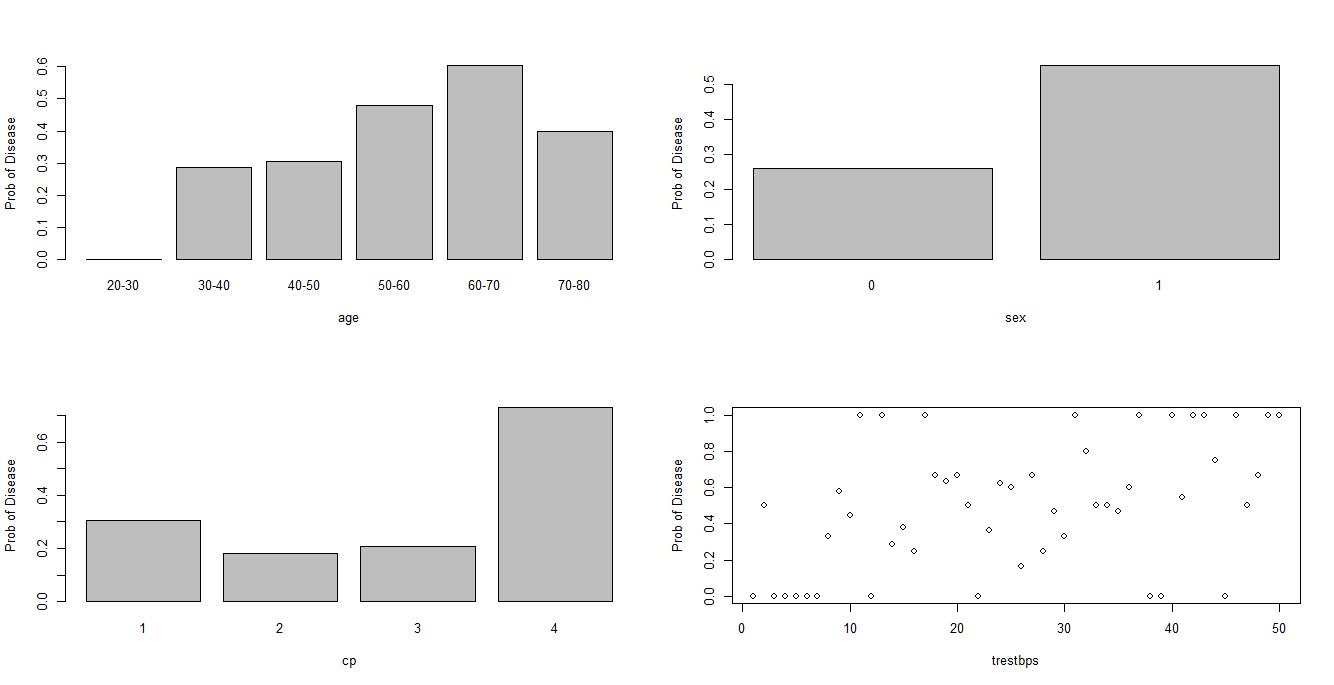 Prob of Disease
0.0 0.1 0.2 0.3 0.4 0.5 0.6
20-30 30-40 40-50 50-60 60-70 70-80
age
Prob of Disease
0.0 0.1 0.2 0.3 0.4 0.5
0 1
sex
Prob of Disease
0.0 0.2 0.4 0.6
1 2 3 4
cp
Prob of Disease
0.0 0.2 0.4 0.6 0.8 1.0
0 10 20 30 40 50
trestbps